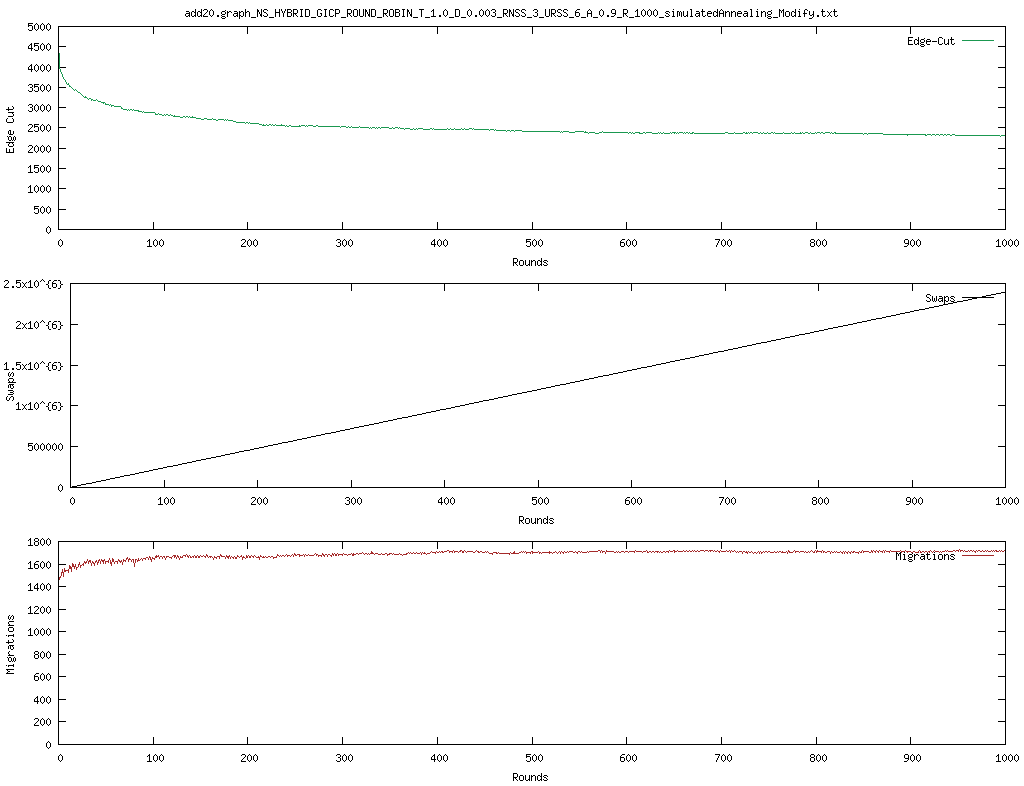 add20.graph_NS_HYBRID_GICP_ROUND_ROBIN_T_1.0_D_0.003_RNSS_3_URSS_6_A_0.9_R_1000_simulatedAnnealing_Modify.txt
5000
4500
4000
3500
3000
2500
2000
1500
1000
500
0
Edge Cut
Edge-Cut
0 100 200 300 400 500 600 700 800 900 1000
Rounds
2.5x10^{6}
2x10^{6}
1.5x10^{6}
1x10^{6}
500000
0
Swaps
Swaps
0 100 200 300 400 500 600 700 800 900 1000
Rounds
1800
1600
1400
1200
1000
800
600
400
200
0
Migrations
Migrations
0 100 200 300 400 500 600 700 800 900 1000
Rounds